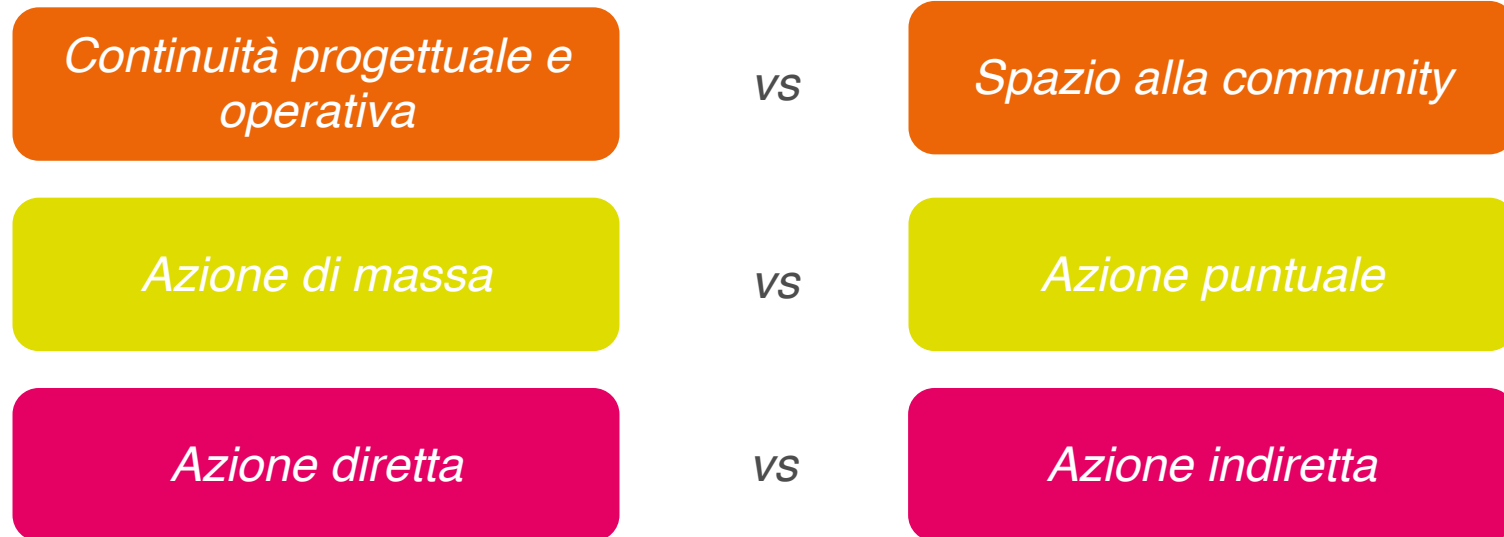 Continuità progettuale e
operativa
vs
Spazio alla community
Azione di massa
vs
Azione puntuale
Azione diretta
vs
Azione indiretta